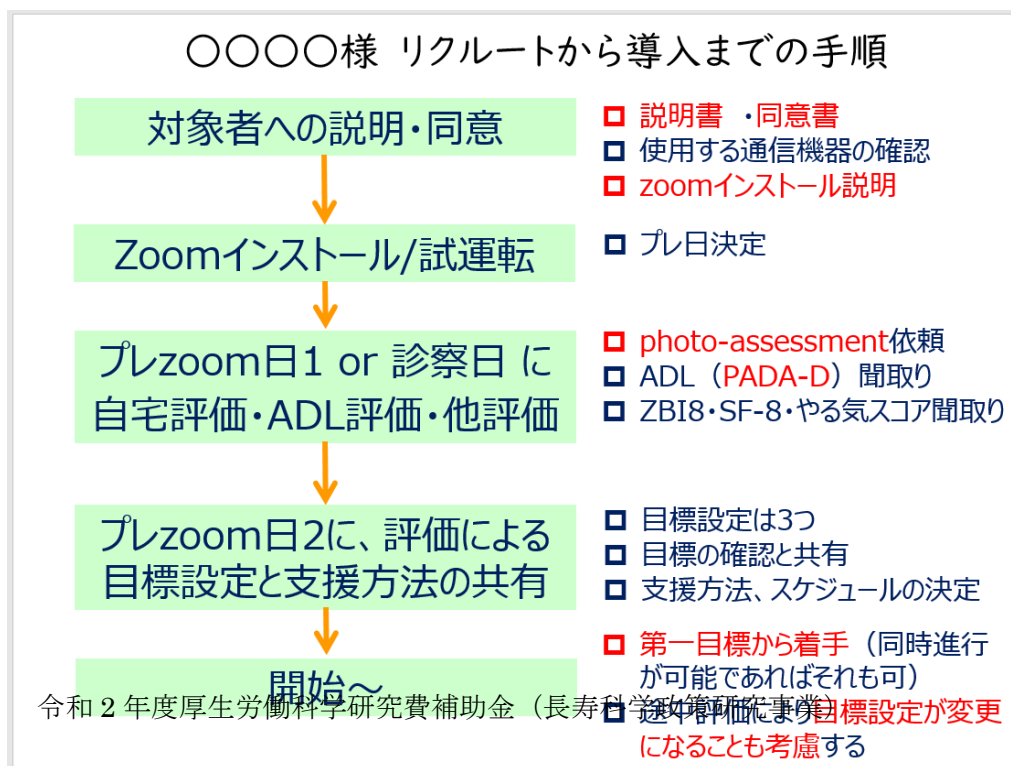 〇〇〇〇様 リクルートから導入までの手順
対象者への説明・同意
説明書 ・同意書
使用する通信機器の確認
zoomインストール説明
Zoomインストール/試運転
プレ日決定
プレzoom日1 or 診察日 に
自宅評価・ADL評価・他評価
photo-assessment依頼
ADL（PADA-D）聞取り
ZBI8・SF-8・やる気スコア聞取り
プレzoom日2に、評価による
目標設定と支援方法の共有
目標設定は3つ
目標の確認と共有
支援方法、スケジュールの決定
開始～
第一目標から着手（同時進行
が可能であればそれも可）
途中評価により目標設定が変更
になることも考慮する
令和 2 年度厚生労働科学研究費補助金（長寿科学政策研究事業）